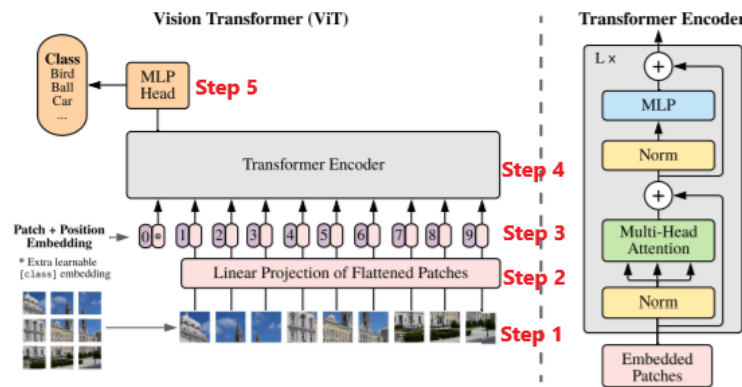 Vision Transformer (ViT)
Class
Bird
Ball
Car
...
MLP
Head
Step 5
Transformer Encoder
Step 4
Patch + Position
Embedding
* Extra learnable
[class] embedding
0 *
1
2
3
4
5
6
7
8
9
Step 3
Linear Projection of Flattened Patches
Step 2
Step 1
Transformer Encoder
L ×
+
MLP
Norm
+
Multi-Head
Attention
Norm
Embedded
Patches